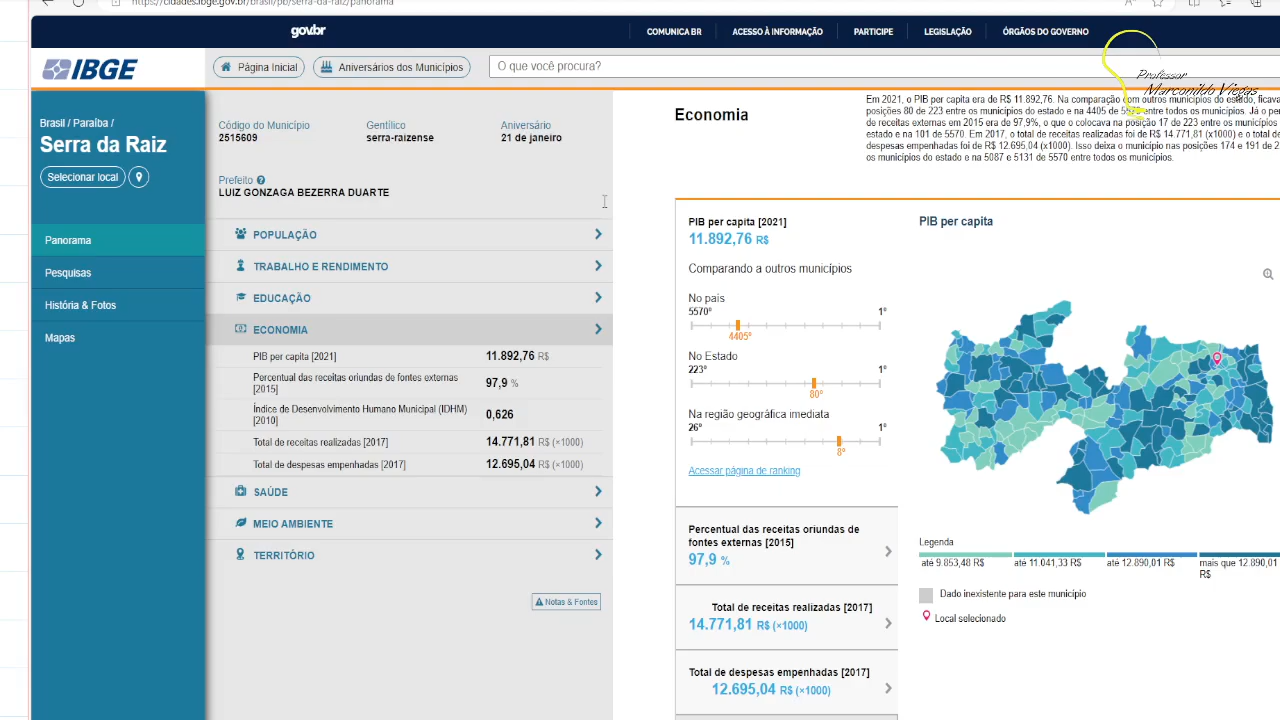 https://cidades.ibge.gov.br/brasil/pb/serra-da-raiz/panorama
gov.br
COMUNICA BR
ACESSO À INFORMAÇÃO
PARTICIPE
LEGISLAÇÃO
ÓRGÃOS DO GOVERNO
IBGE
Página Inicial
Aniversários dos Municípios
O que você procura?
Professor
Marconildo Viegas
Brasil / Paraíba /
Serra da Raiz
Selecionar local
Panorama
Pesquisas
História & Fotos
Mapas
Código do Município
2515609
Gentílico
serra-raizense
Aniversário
21 de janeiro
Prefeito
LUIZ GONZAGA BEZERRA DUARTE
POPULAÇÃO
TRABALHO E RENDIMENTO
EDUCAÇÃO
ECONOMIA
PIB per capita [2021] 11.892,76 R$
Percentual das receitas oriundas de fontes externas
[2015] 97,9 %
Índice de Desenvolvimento Humano Municipal (IDHM)
[2010] 0,626
Total de receitas realizadas [2017] 14.771,81 R$ (×1000)
Total de despesas empenhadas [2017] 12.695,04 R$ (×1000)
SAÚDE
MEIO AMBIENTE
TERRITÓRIO
Notas & Fontes
Economia
Em 2021, o PIB per capita era de R$ 11.892,76. Na comparação com outros municípios do estado, ficava
posições 80 de 223 entre os municípios do estado e na 4405 de 5570 entre todos os municípios. Já o per
de receitas externas em 2015 era de 97,9%, o que o colocava na posição 17 de 223 entre os municípios
estado e na 101 de 5570. Em 2017, o total de receitas realizadas foi de R$ 14.771,81 (x1000) e o total de
despesas empenhadas foi de R$ 12.695,04 (x1000). Isso deixa o município nas posições 174 e 191 de 2
os municípios do estado e na 5087 e 5131 de 5570 entre todos os municípios.
PIB per capita [2021]
11.892,76 R$
Comparando a outros municípios
No país
5570º 1º
4405º
No Estado
223º 1º
80º
Na região geográfica imediata
26º 1º
8º
Acessar página de ranking
Percentual das receitas oriundas de
fontes externas [2015]
97,9 %
Total de receitas realizadas [2017]
14.771,81 R$ (×1000)
Total de despesas empenhadas [2017]
12.695,04 R$ (×1000)
PIB per capita
Legenda
até 9.853,48 R$
até 11.041,33 R$
até 12.890,01 R$
mais que 12.890,01
R$
Dado inexistente para este município
Local selecionado